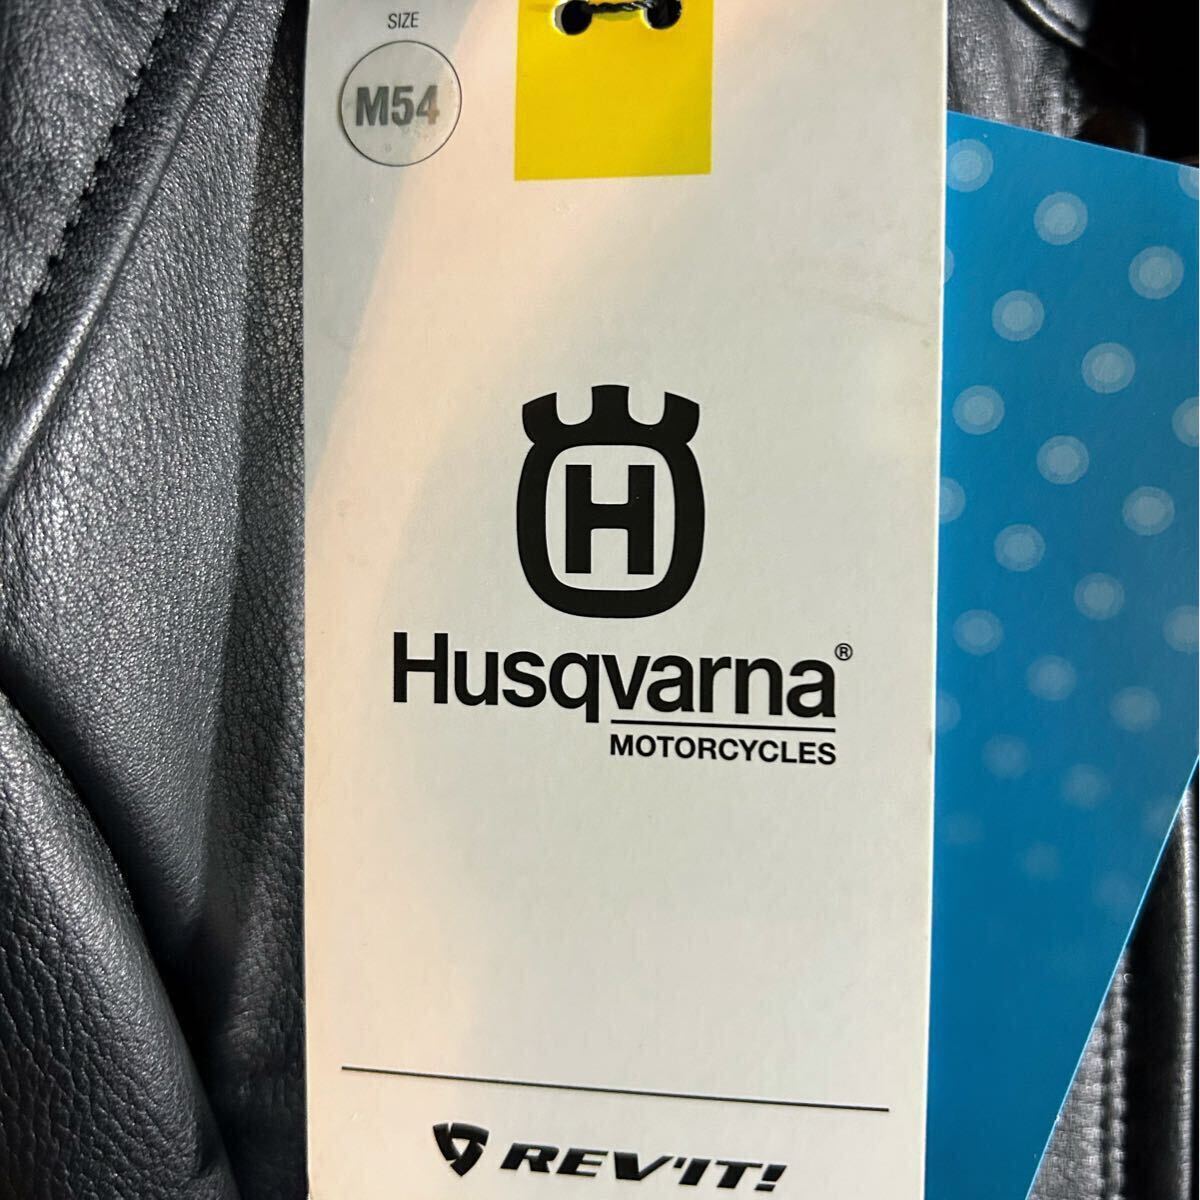 SIZE
M54
H
Husqvarna®
MOTORCYCLES
REV'IT!